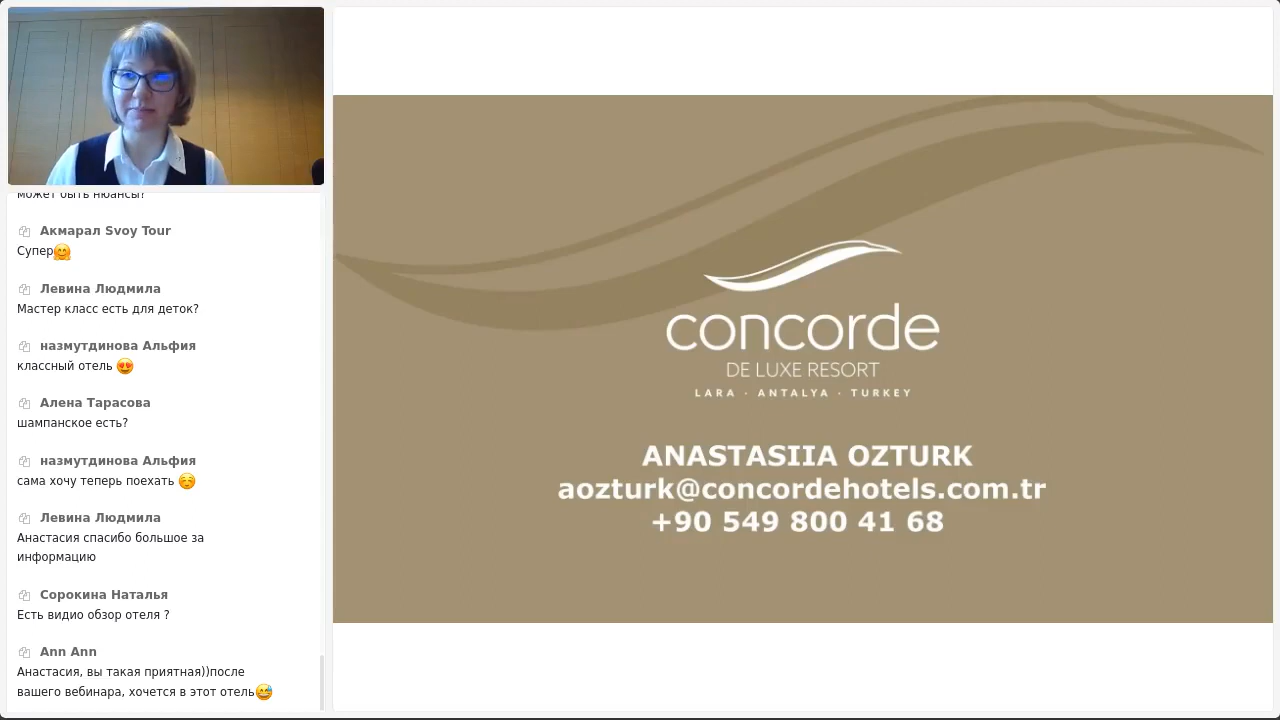 может быть нюансы?
Акмарал Svoy Tour
Супер🤗
Левина Людмила
Мастер класс есть для деток?
назмутдинова Альфия
классный отель 😍
Алена Тарасова
шампанское есть?
назмутдинова Альфия
сама хочу теперь поехать ☺️
Левина Людмила
Анастасия спасибо большое за
информацию
Сорокина Наталья
Есть видио обзор отеля ?
Ann Ann
Анастасия, вы такая приятная))после
вашего вебинара, хочется в этот отель😅
concorde
DE LUXE RESORT
LARA · ANTALYA · TURKEY
ANASTASIIA OZTURK
aozturk@concordehotels.com.tr
+90 549 800 41 68